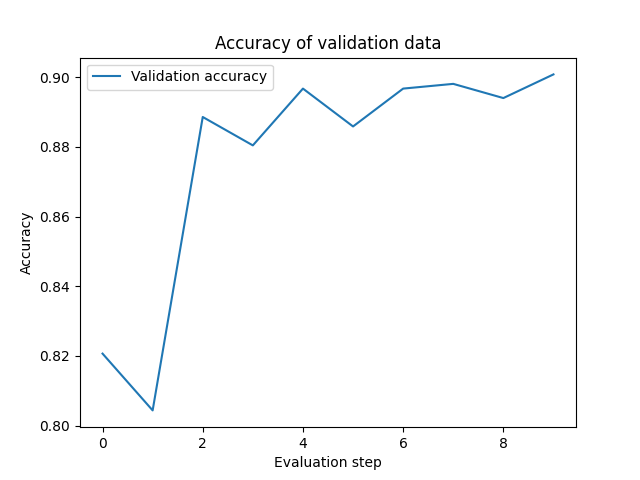 Accuracy of validation data
Validation accuracy
0.90
0.88
0.86
0.84
0.82
0.80
Accuracy
0 2 4 6 8
Evaluation step